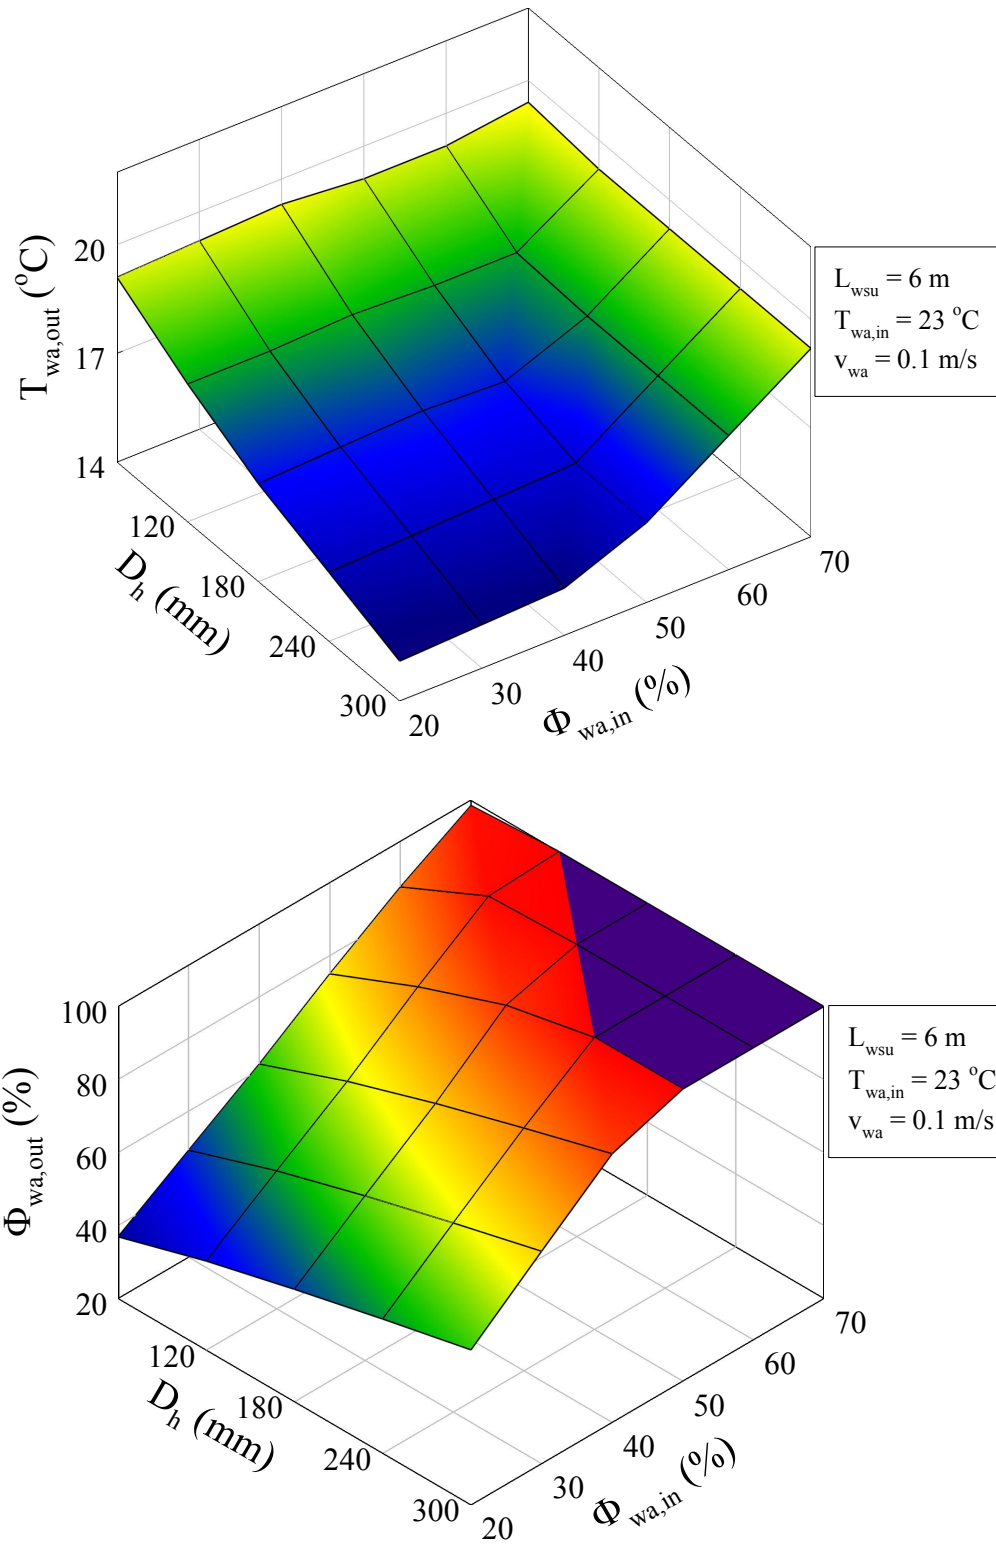 T_wa,out (°C)
20
17
14
120
180
240
300
D_h (mm)
20
30
40
50
60
70
Φ_wa,in (%)
L_wsu = 6 m
T_wa,in = 23 °C
v_wa = 0.1 m/s
Φ_wa,out (%)
100
80
60
40
20
120
180
240
300
D_h (mm)
20
30
40
50
60
70
Φ_wa,in (%)
L_wsu = 6 m
T_wa,in = 23 °C
v_wa = 0.1 m/s